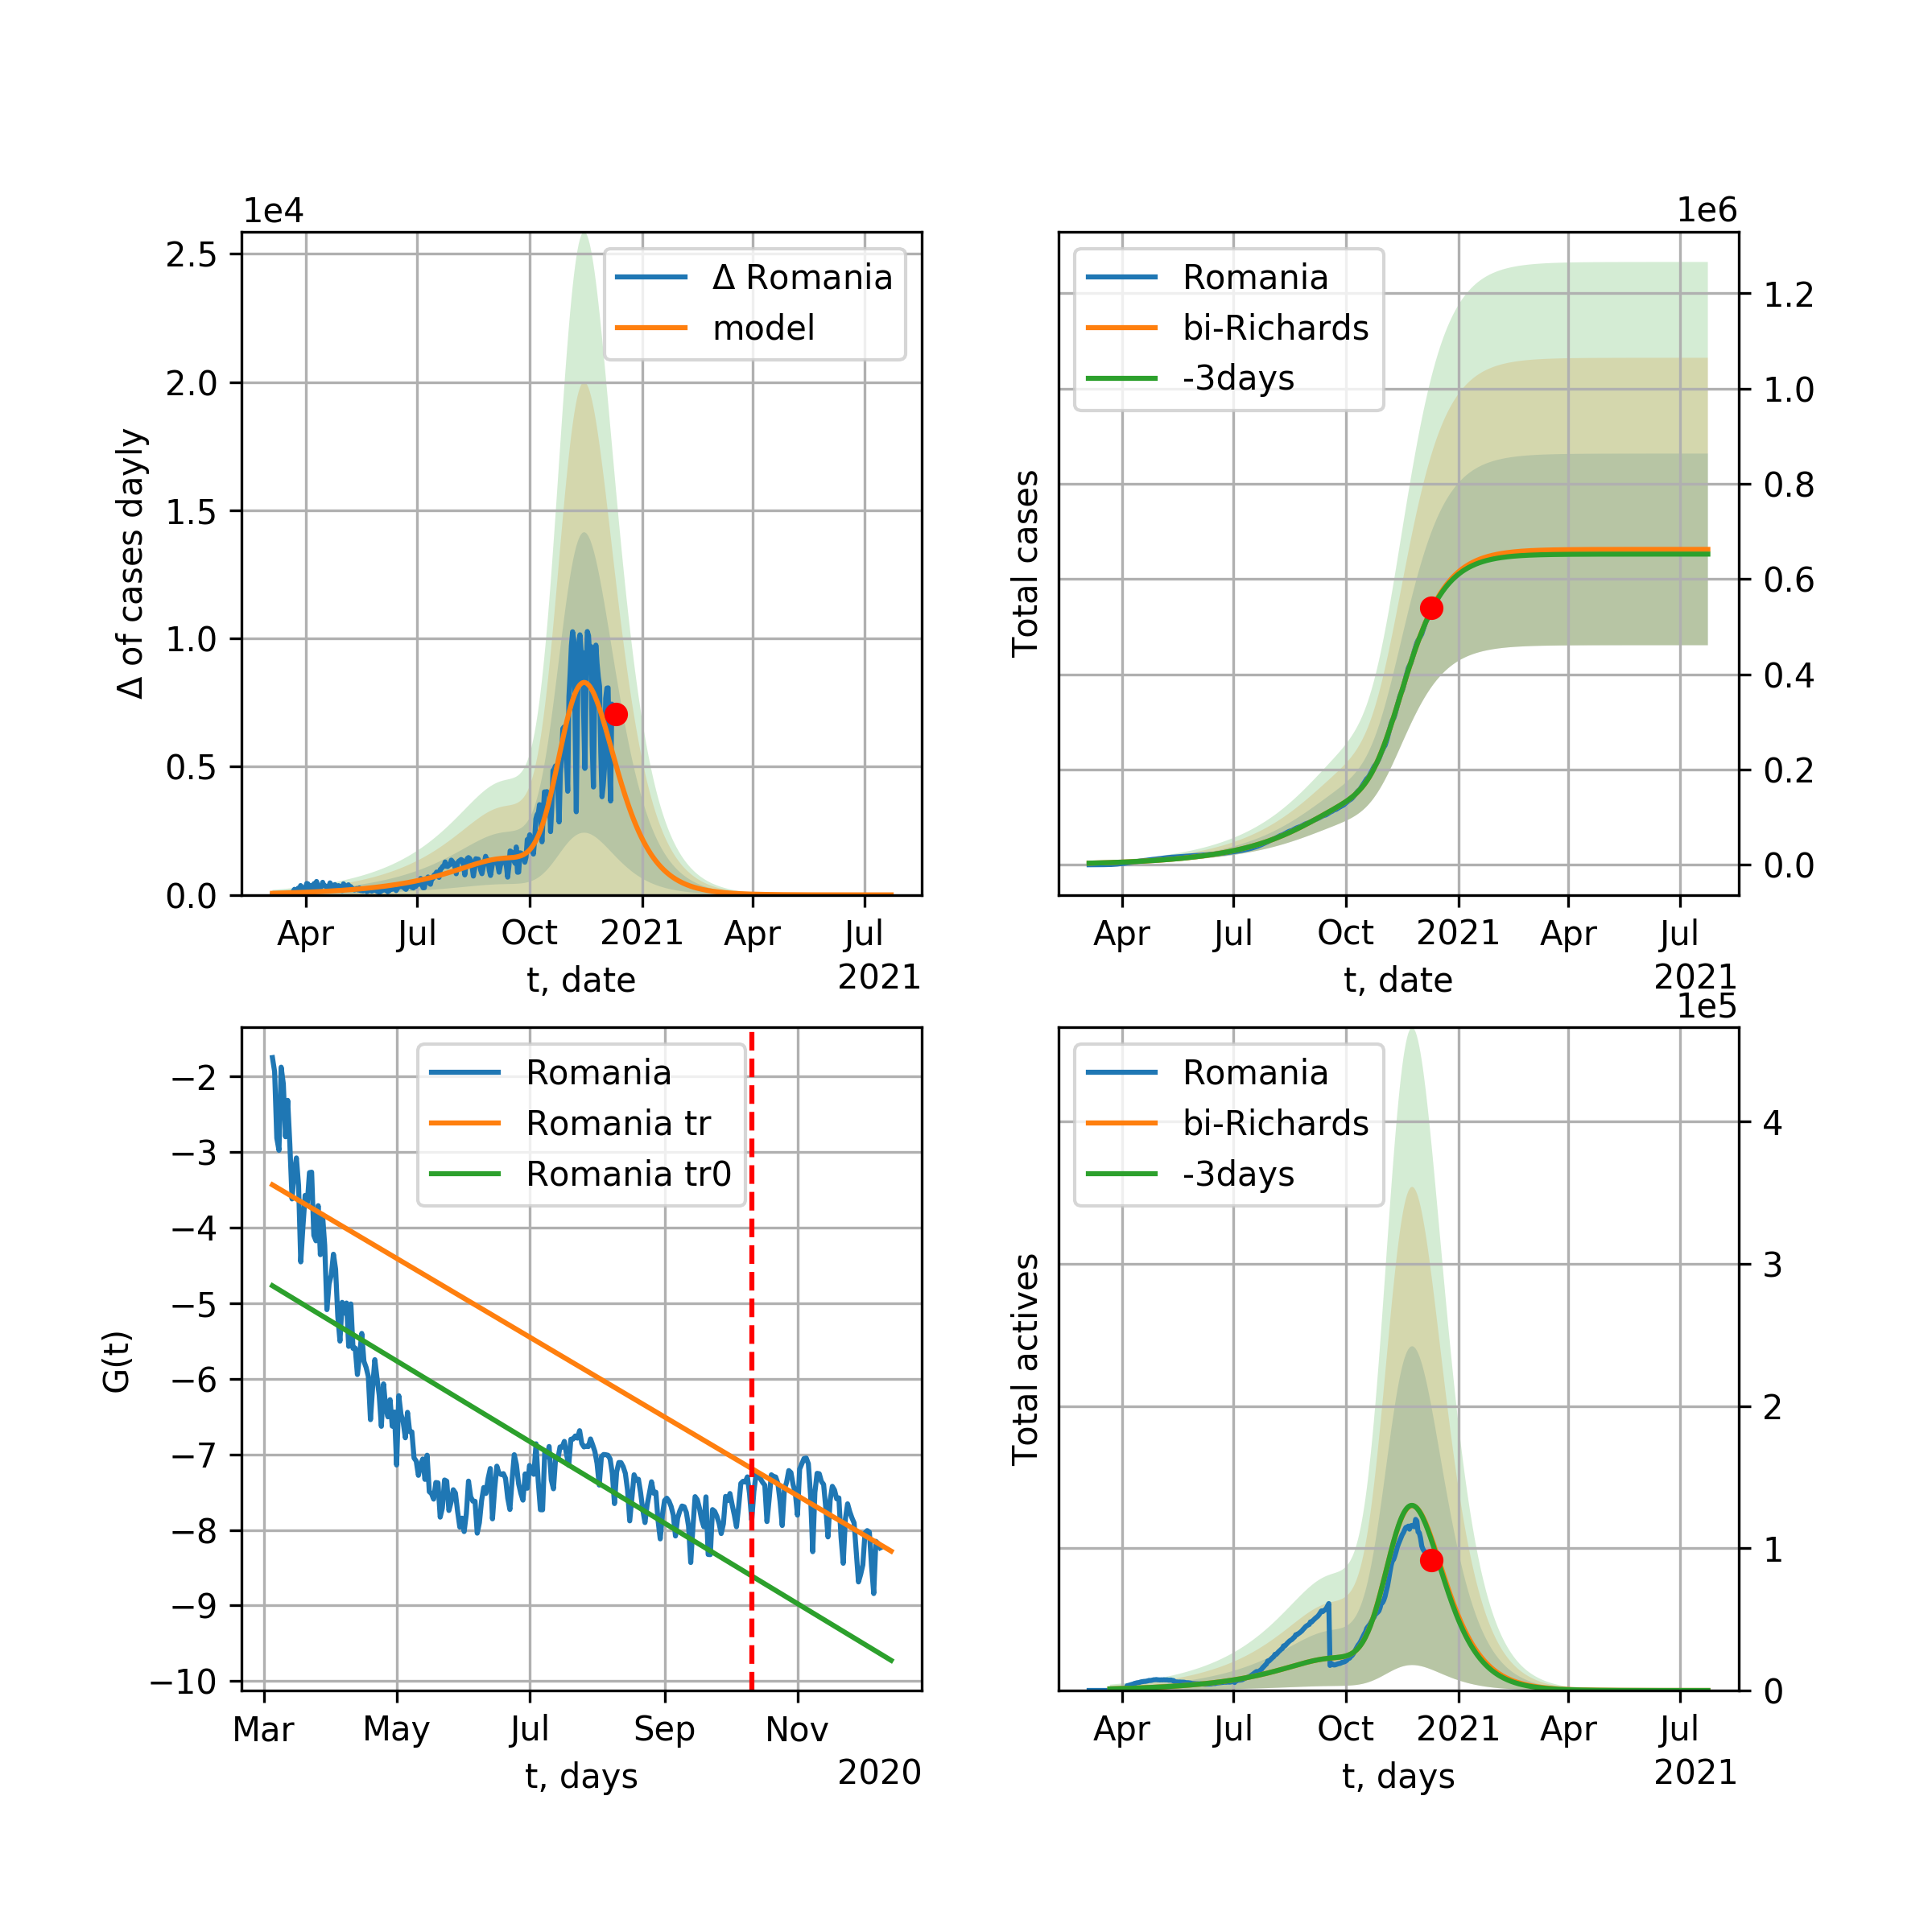 1e4
2.5
2.0
1.5
1.0
0.5
0.0
Δ of cases dayly
Δ Romania
model
Apr
Jul
Oct
2021
Apr
Jul
t, date
2021
1e6
Romania
bi-Richards
-3days
Total cases
1.2
1.0
0.8
0.6
0.4
0.2
0.0
Apr
Jul
Oct
2021
Apr
Jul
t, date
2021
−2
−3
−4
−5
−6
−7
−8
−9
−10
G(t)
Romania
Romania tr
Romania tr0
Mar
May
Jul
Sep
Nov
t, days
2020
1e5
Romania
bi-Richards
-3days
Total actives
4
3
2
1
0
Apr
Jul
Oct
2021
Apr
Jul
t, days
2021